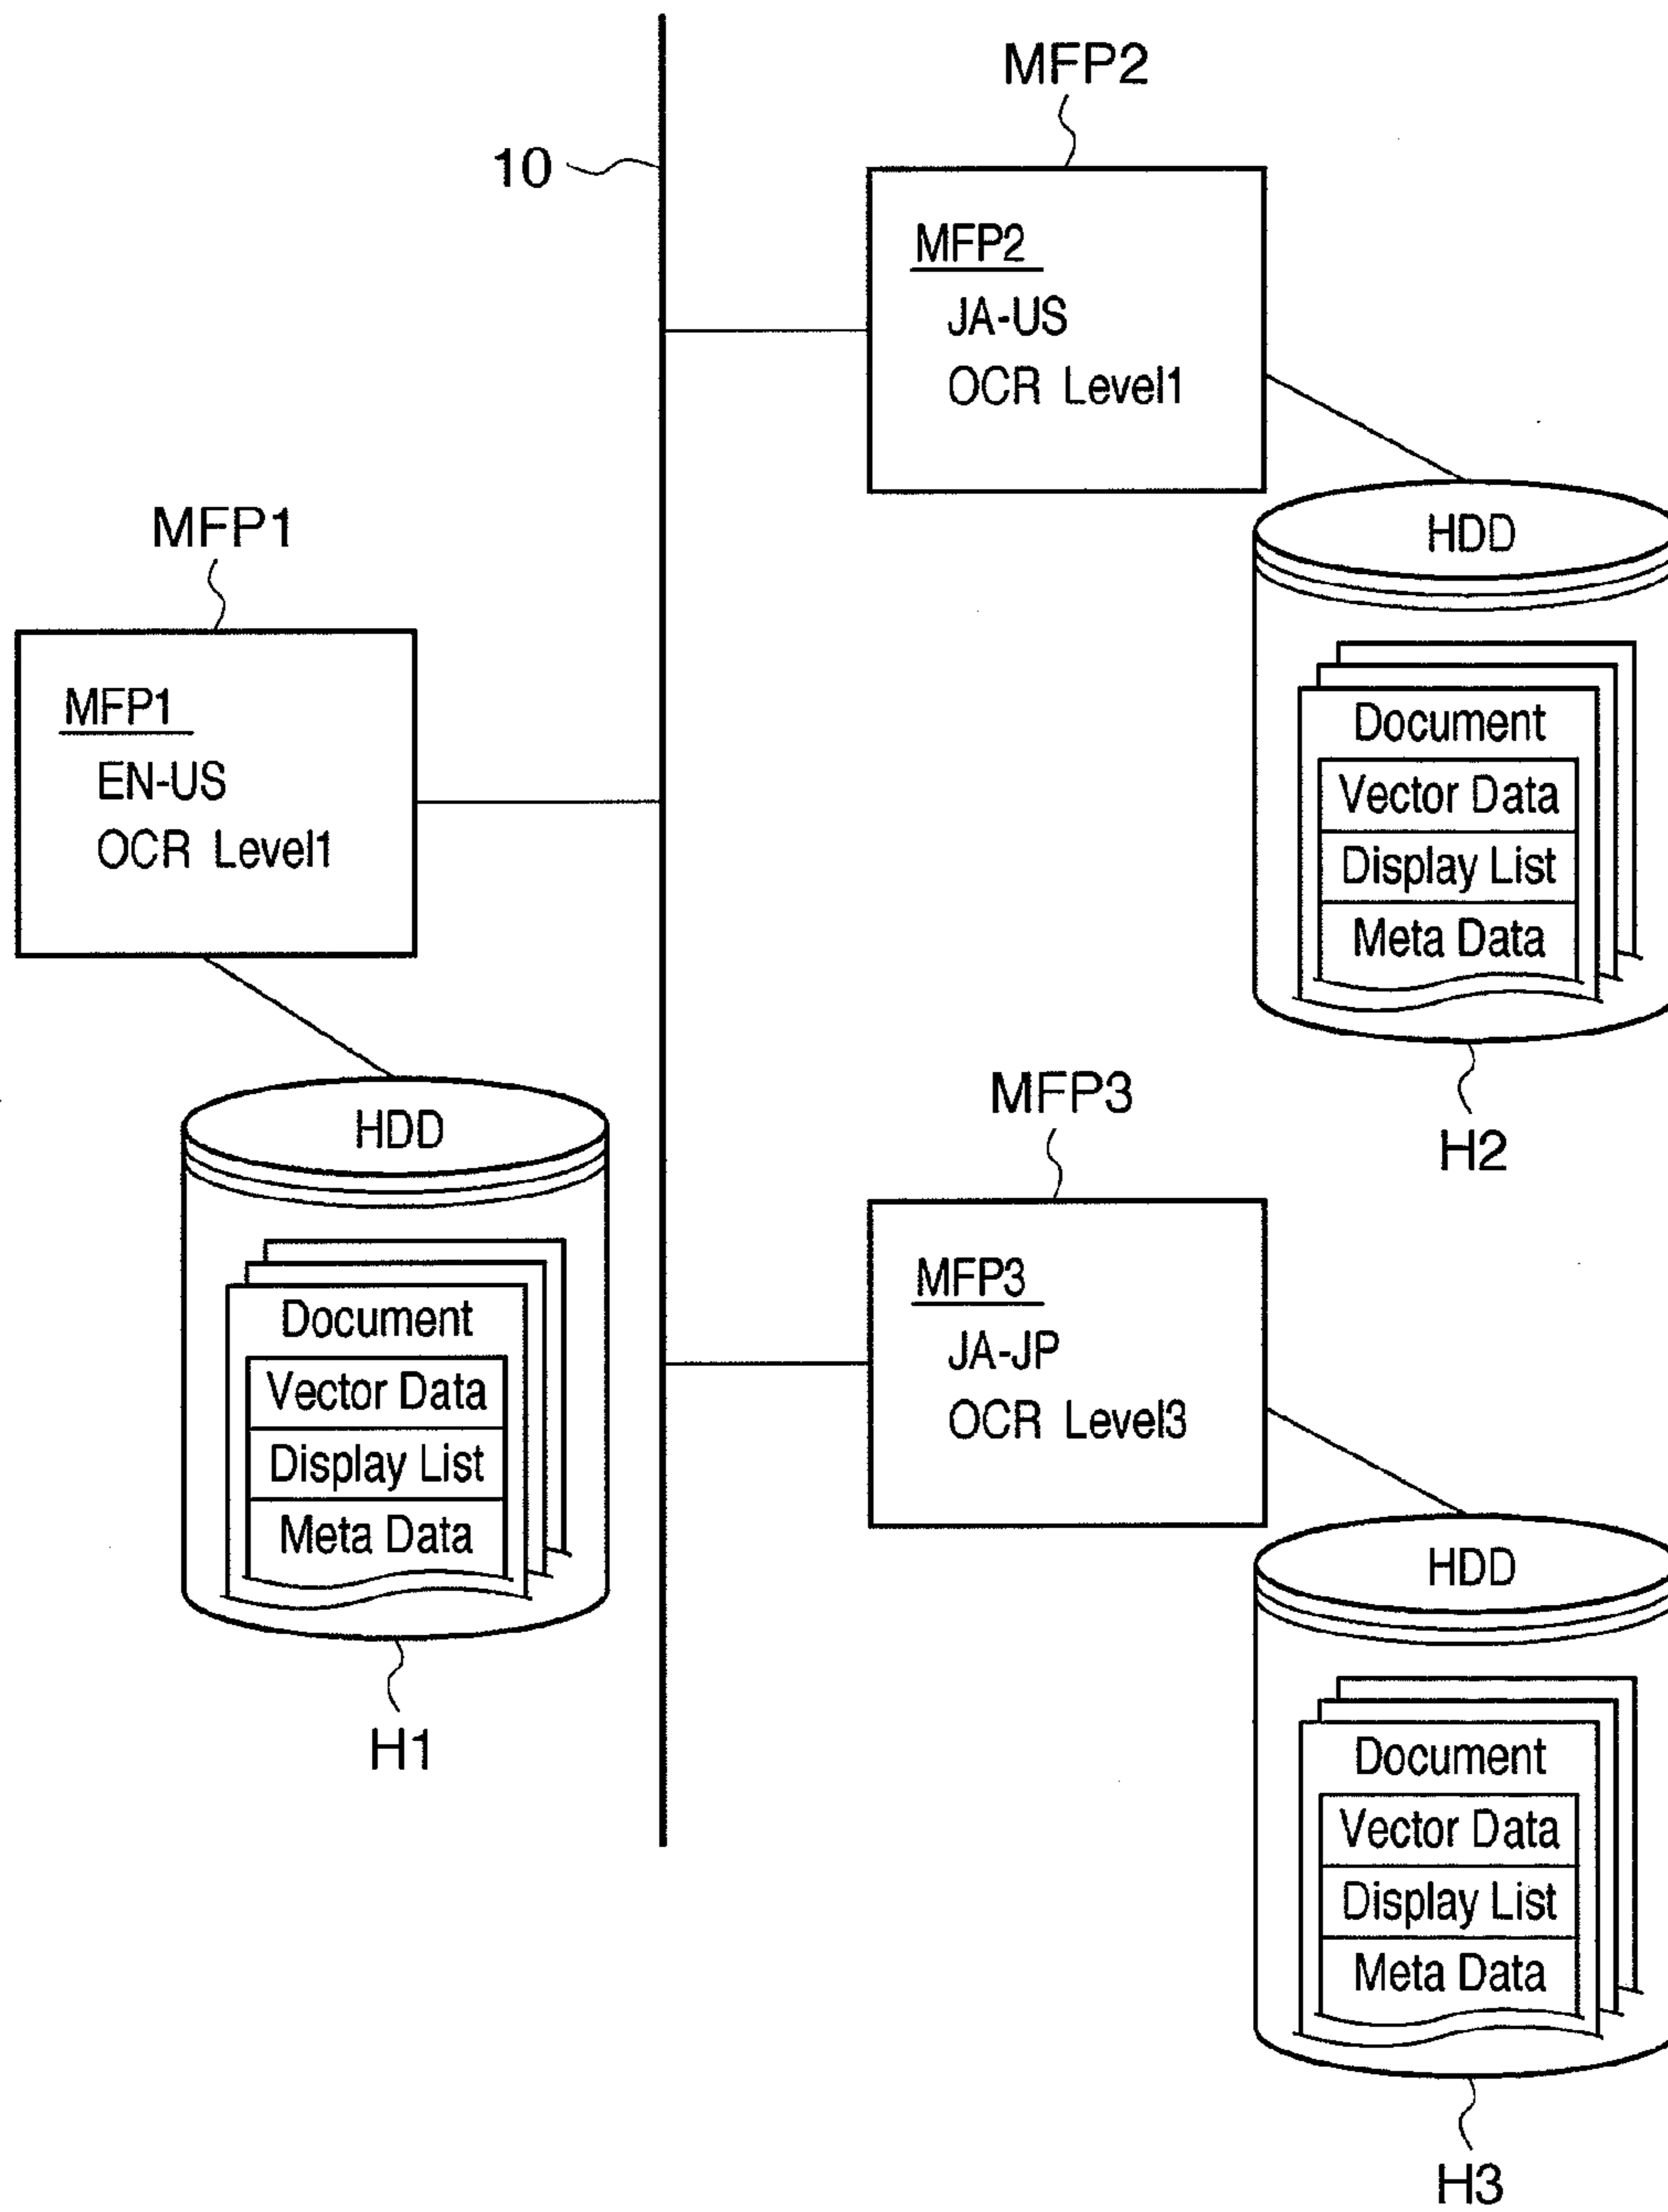 MFP2
10
MFP2
JA-US
OCR Level1
HDD
Document
Vector Data
Display List
Meta Data
H2
MFP1
MFP1
EN-US
OCR Level1
HDD
Document
Vector Data
Display List
Meta Data
H1
MFP3
MFP3
JA-JP
OCR Level3
HDD
Document
Vector Data
Display List
Meta Data
H3